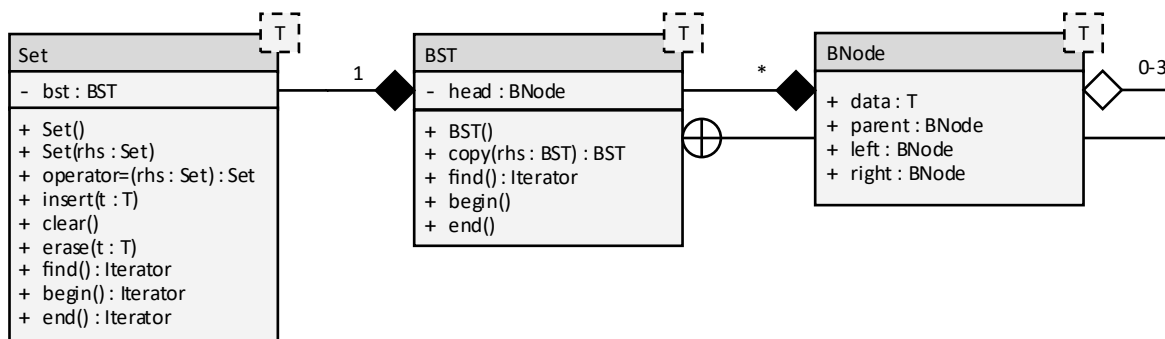 T
Set
- bst : BST
+ Set()
+ Set(rhs : Set)
+ operator=(rhs : Set) : Set
+ insert(t : T)
+ clear()
+ erase(t : T)
+ find() : Iterator
+ begin() : Iterator
+ end() : Iterator
1
T
BST
- head : BNode
+ BST()
+ copy(rhs : BST) : BST
+ find() : Iterator
+ begin()
+ end()
*
T
BNode
+ data : T
+ parent : BNode
+ left : BNode
+ right : BNode
0-3